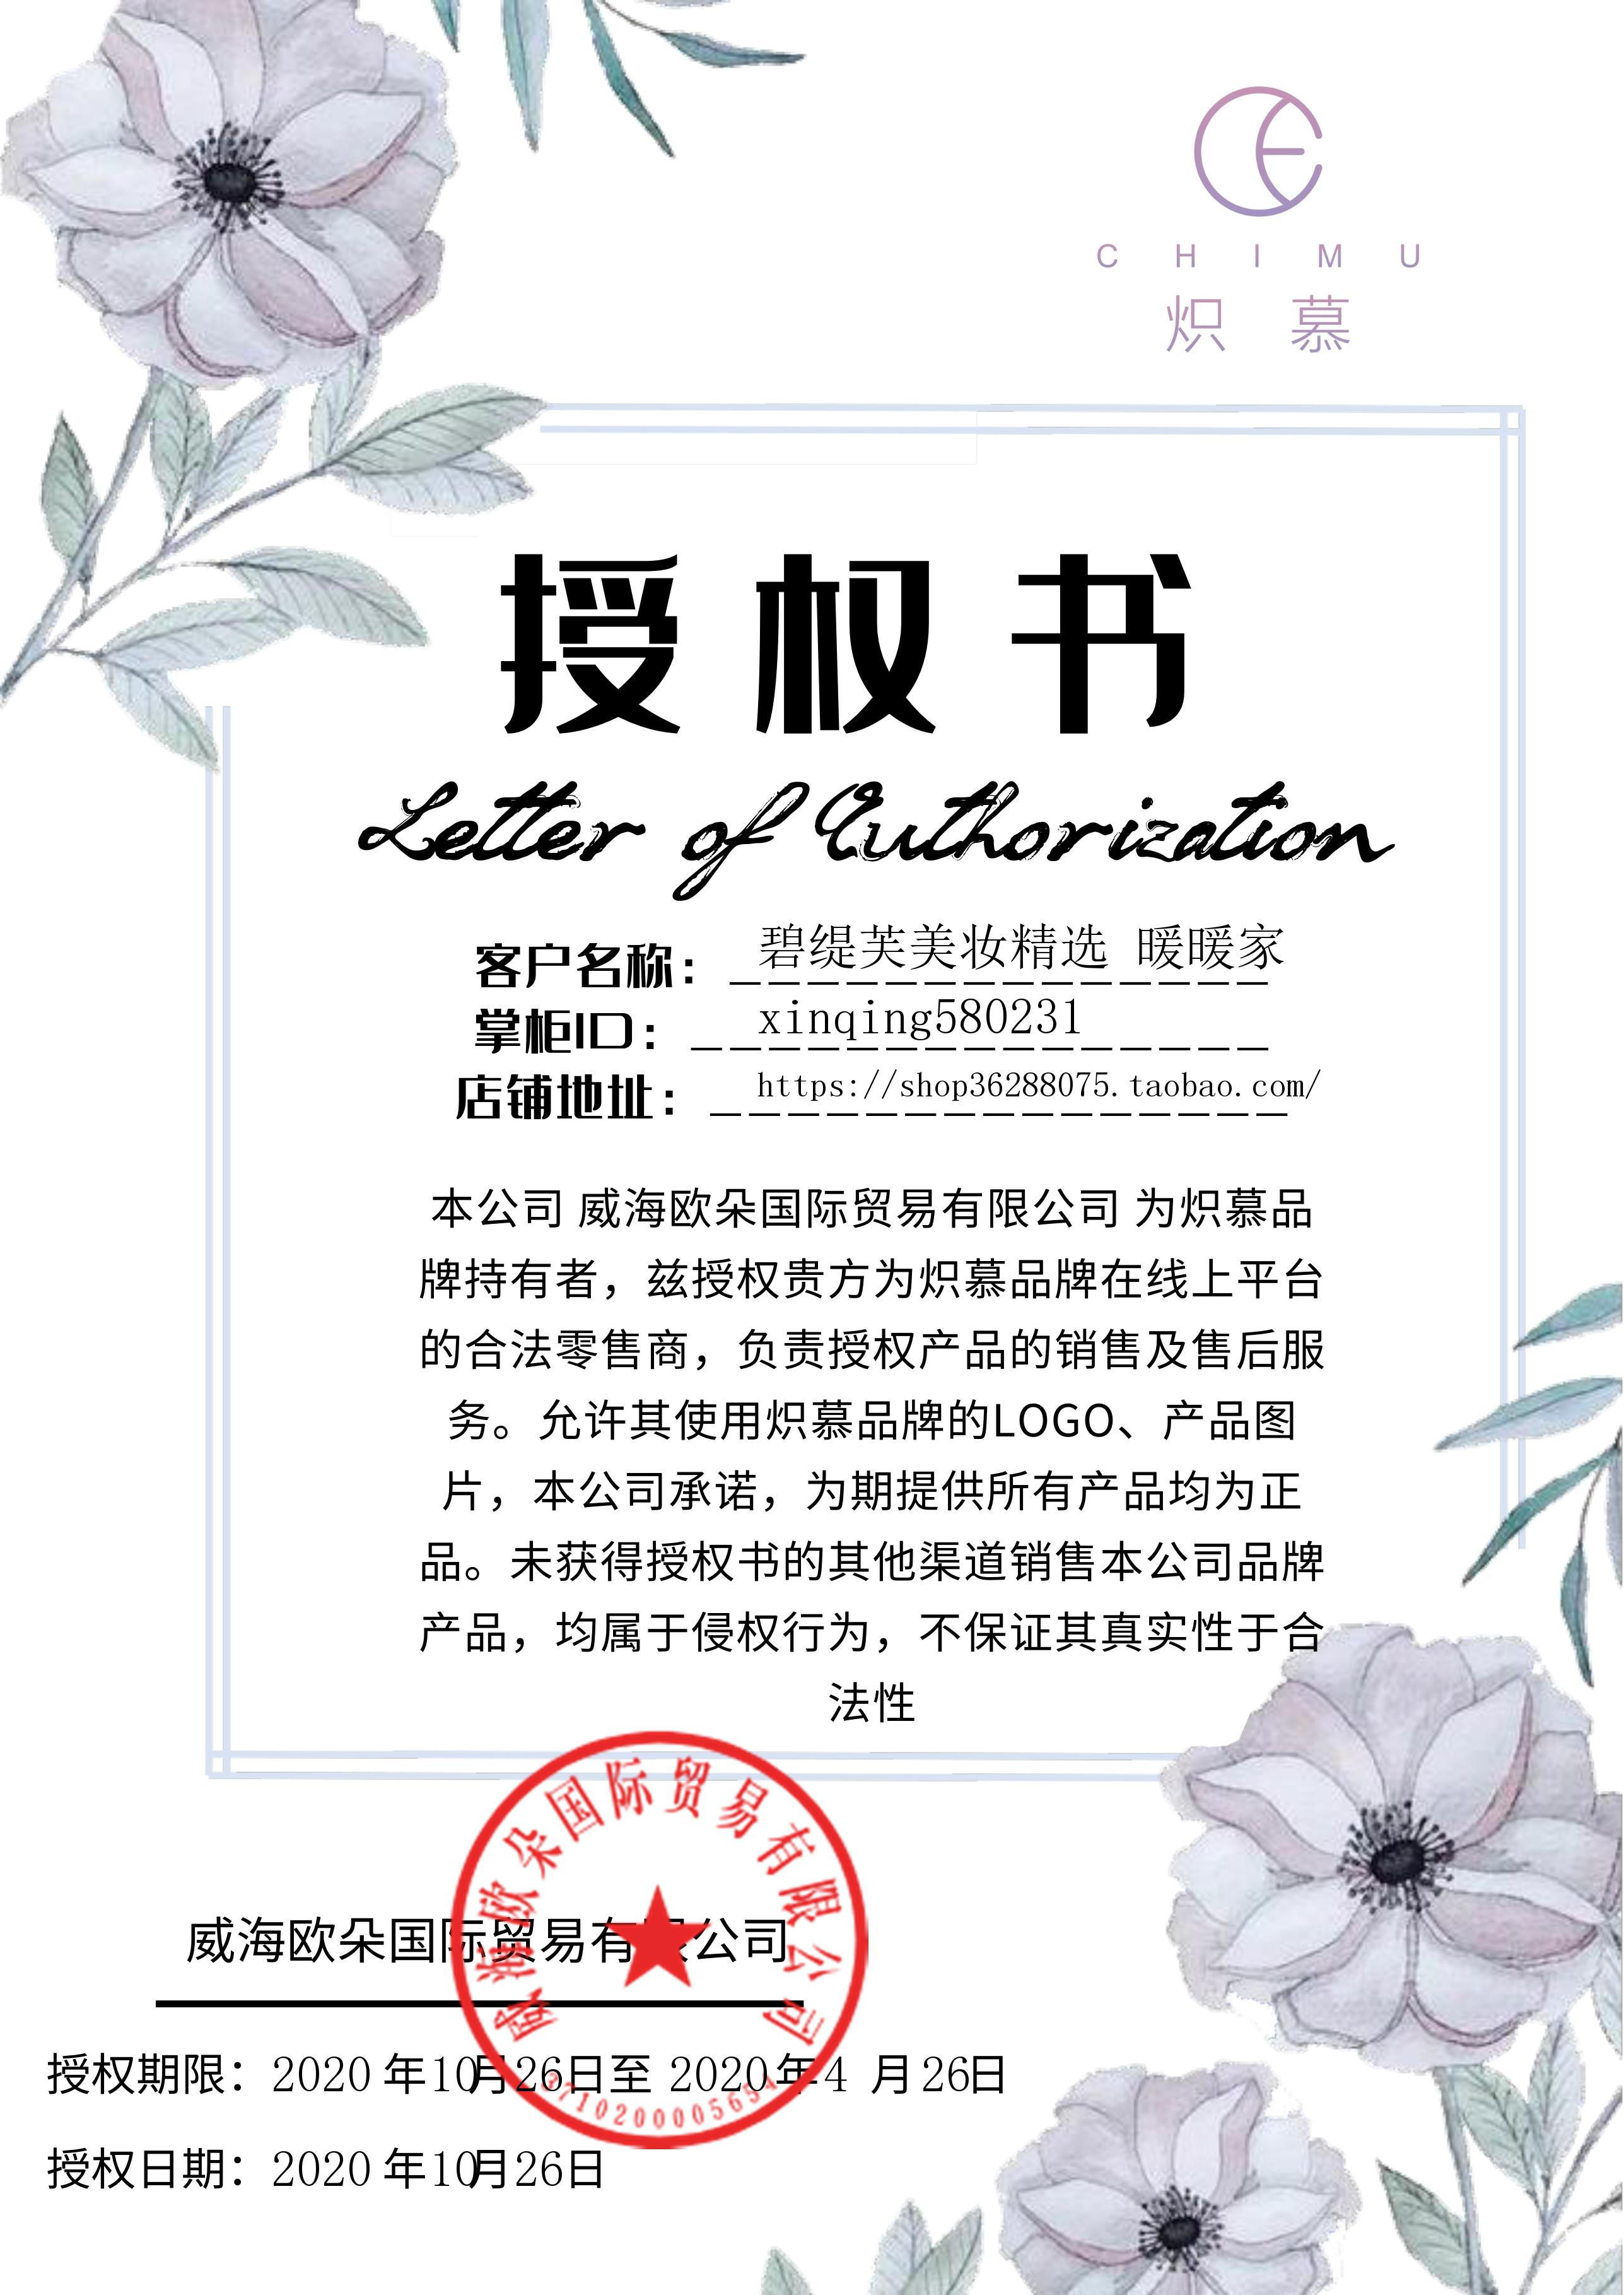 CHIMU
炽慕
授权书
Letter of Authorization
客户名称： 碧缇芙美妆精选 暖暖家
掌柜ID： xinqing580231
店铺地址： https://shop36288075.taobao.com/
本公司 威海欧朵国际贸易有限公司 为炽慕品
牌持有者，兹授权贵方为炽慕品牌在线上平台
的合法零售商，负责授权产品的销售及售后服
务。允许其使用炽慕品牌的LOGO、产品图
片，本公司承诺，为期提供所有产品均为正
品。未获得授权书的其他渠道销售本公司品牌
产品，均属于侵权行为，不保证其真实性于合
法性
威海欧朵国际贸易有限公司
威海欧朵国际贸易有限公司
授权期限：2020 年10月26日至 2020年4 月26日
3710200005654
授权日期：2020 年10月26日